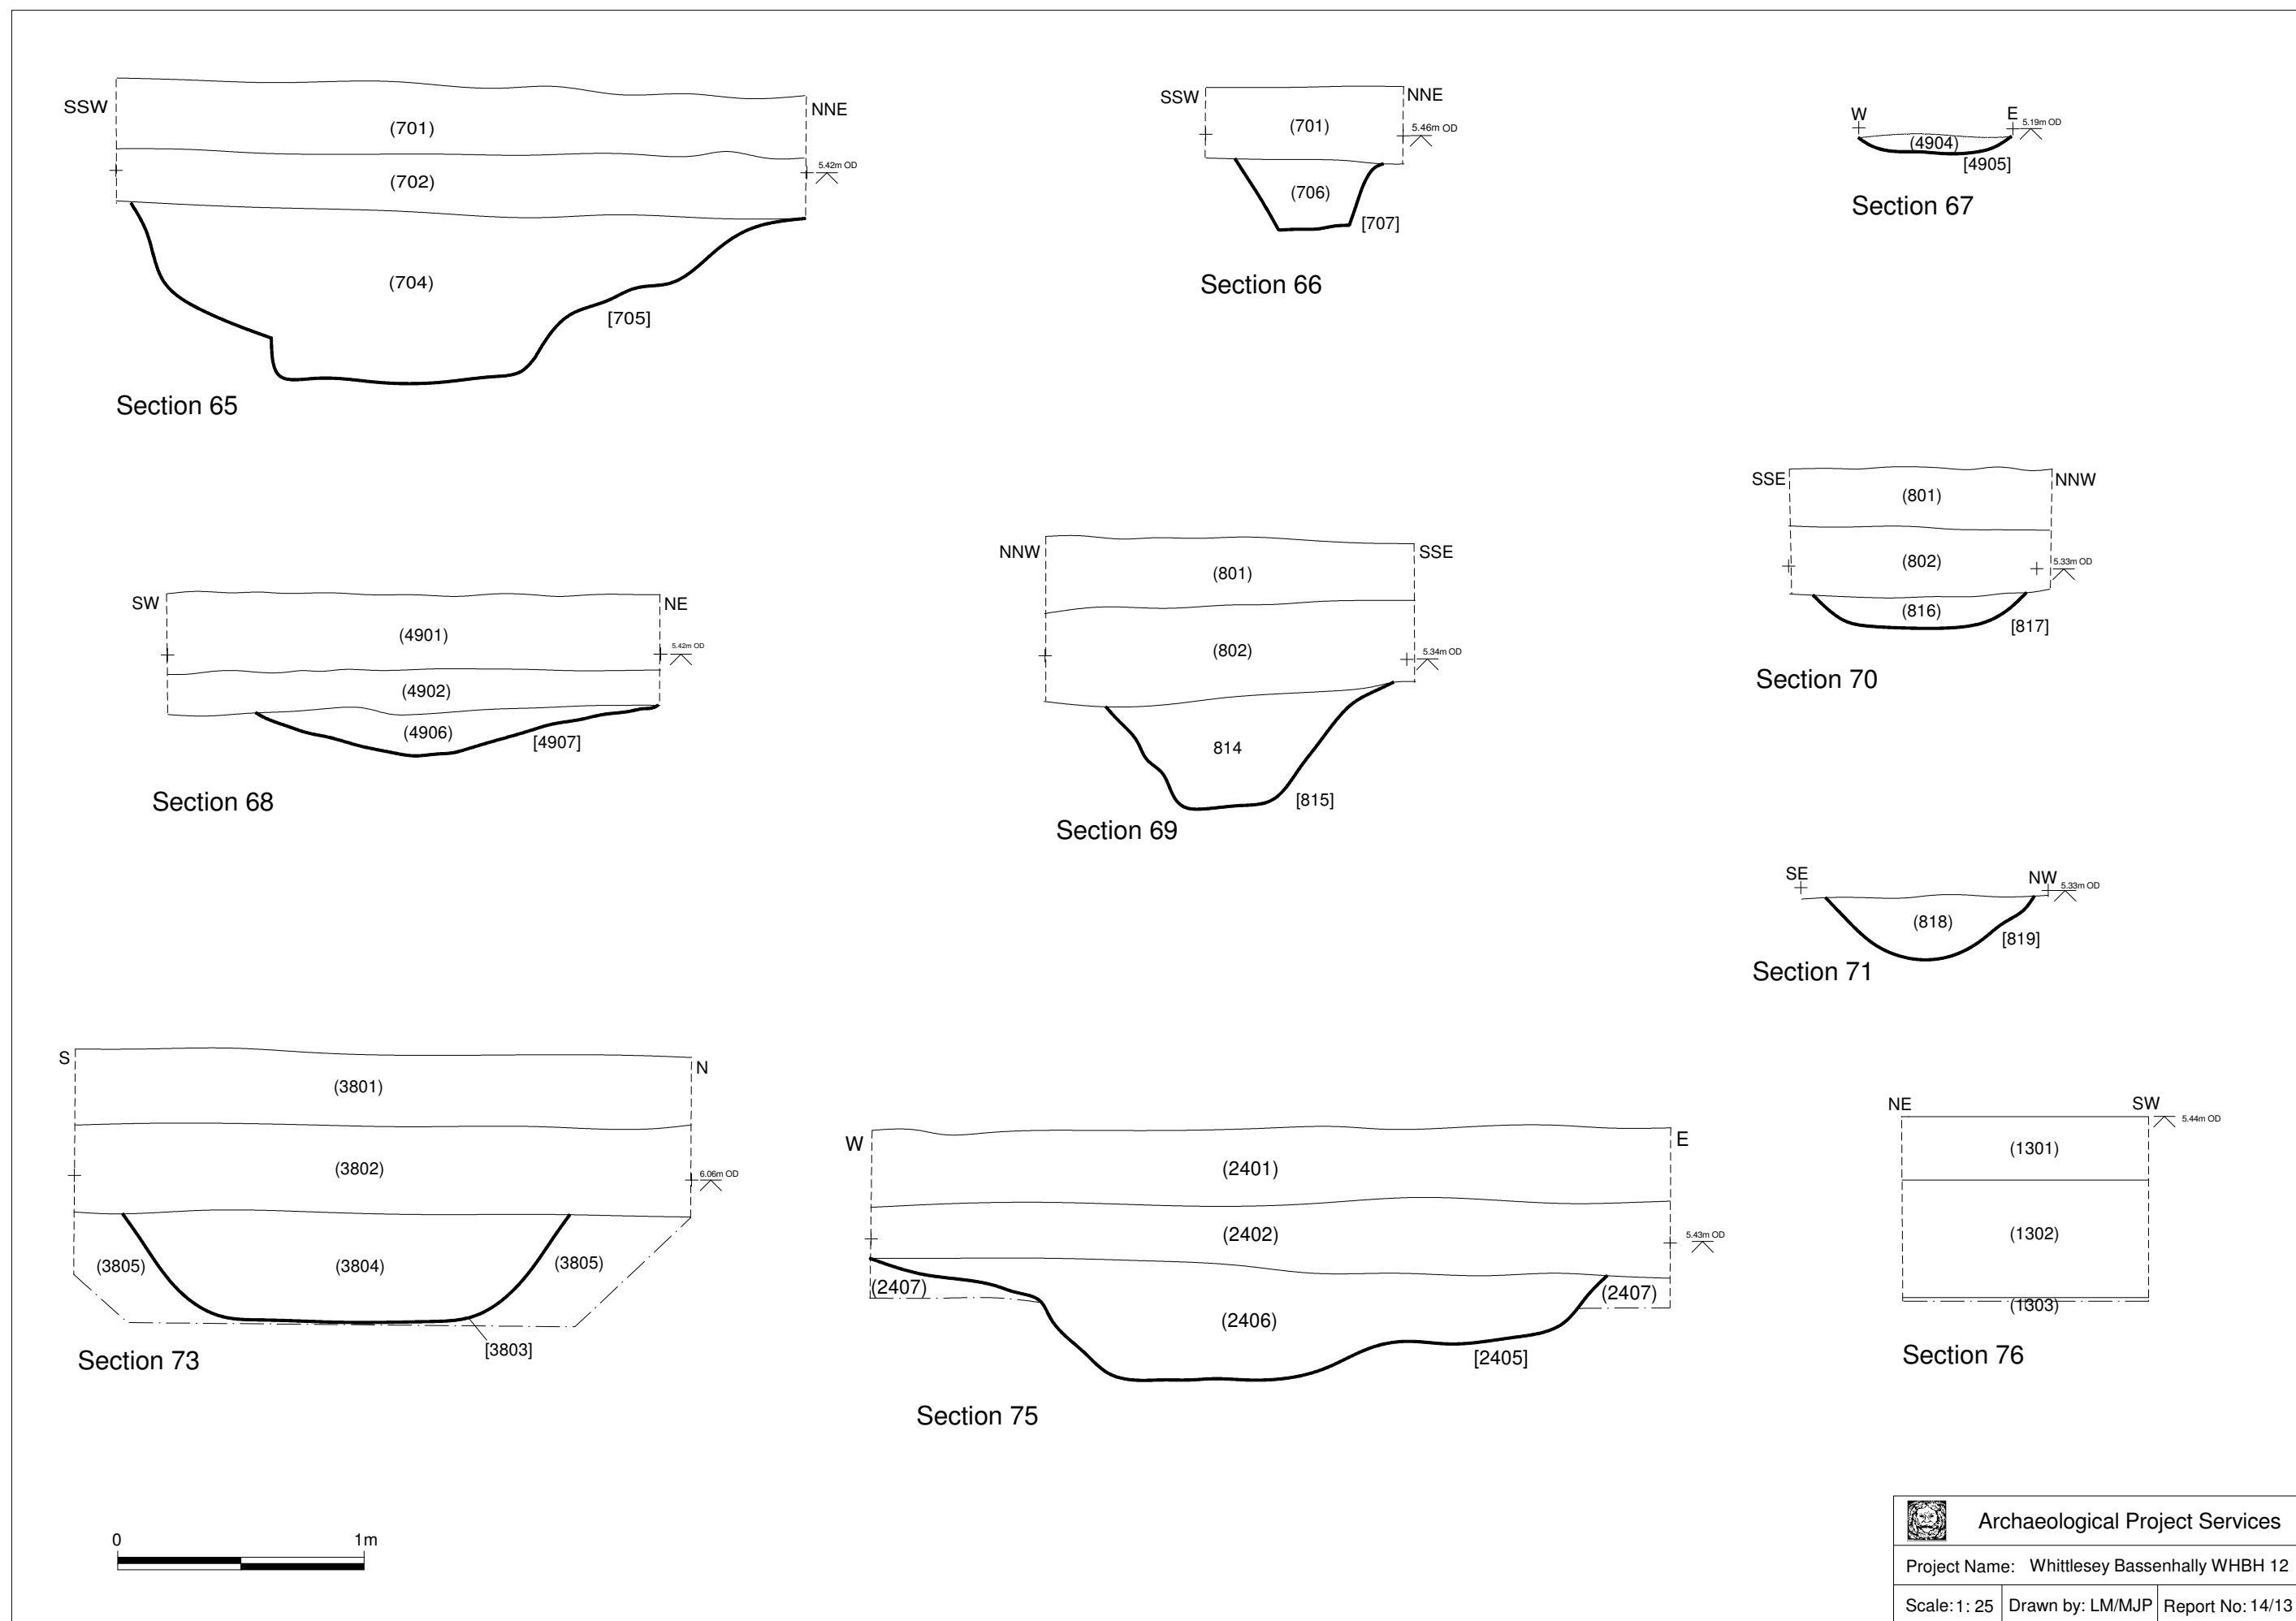 SSW
NNE
(701)
(702)
5.42m OD
(704)
[705]
Section 65
SSW
NNE
(701)
5.46m OD
(706)
[707]
Section 66
W
E
5.19m OD
(4904)
[4905]
Section 67
SW
NE
(4901)
5.42m OD
(4902)
(4906)
[4907]
Section 68
NNW
SSE
(801)
(802)
5.34m OD
814
[815]
Section 69
SSE
NNW
(801)
(802)
5.33m OD
(816)
[817]
Section 70
SE
NW
5.33m OD
(818)
[819]
Section 71
S
N
(3801)
(3802)
6.06m OD
(3805)
(3804)
(3805)
[3803]
Section 73
W
E
(2401)
(2402)
5.43m OD
(2407)
(2407)
(2406)
[2405]
Section 75
NE
SW
5.44m OD
(1301)
(1302)
(1303)
Section 76
0
1m
Archaeological Project Services
Project Name: Whittlesey Bassenhally WHBH 12
Scale: 1: 25 Drawn by: LM/MJP Report No: 14/13